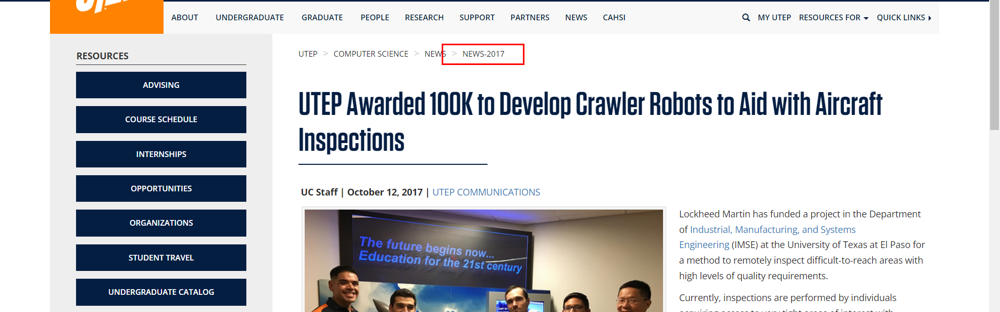 ABOUT UNDERGRADUATE GRADUATE PEOPLE RESEARCH SUPPORT PARTNERS NEWS CAHSI MY UTEP RESOURCES FOR QUICK LINKS
RESOURCES
ADVISING
COURSE SCHEDULE
INTERNSHIPS
OPPORTUNITIES
ORGANIZATIONS
STUDENT TRAVEL
UNDERGRADUATE CATALOG
UTEP > COMPUTER SCIENCE > NEWS > NEWS-2017
UTEP Awarded 100K to Develop Crawler Robots to Aid with Aircraft
Inspections
UC Staff | October 12, 2017 | UTEP COMMUNICATIONS
The future begins now...
Education for the 21st century
Lockheed Martin has funded a project in the Department
of Industrial, Manufacturing, and Systems
Engineering (IMSE) at the University of Texas at El Paso for
a method to remotely inspect difficult-to-reach areas with
high levels of quality requirements.
Currently, inspections are performed by individuals